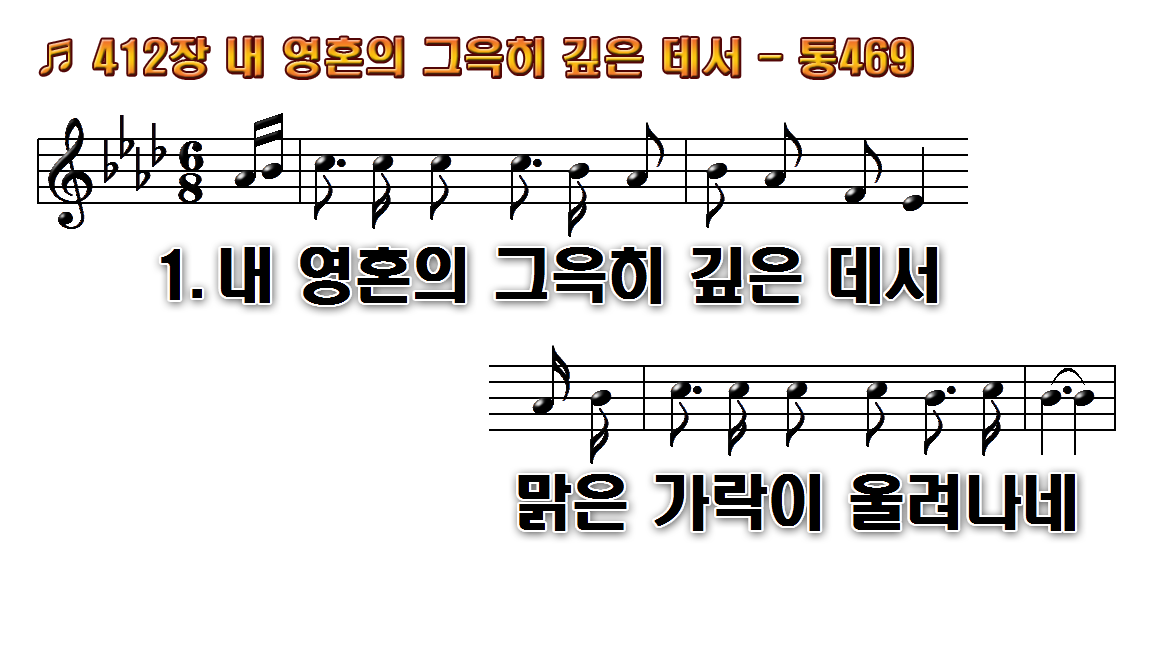 ♬ 412장 내 영혼의 그윽히 깊은 데서 - 통469
6
8
1. 내 영혼의 그윽히 깊은 데서
맑은 가락이 울려나네